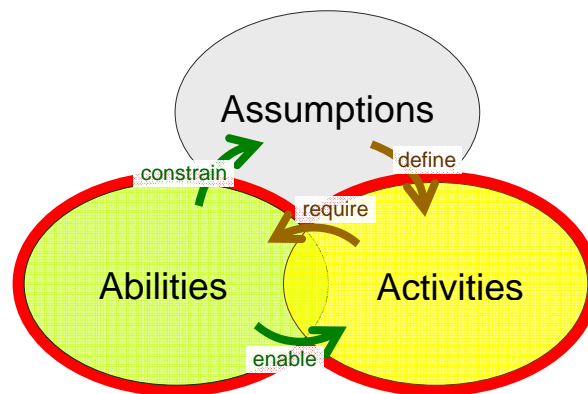 Assumptions
constrain
define
require
Abilities
Activities
enable